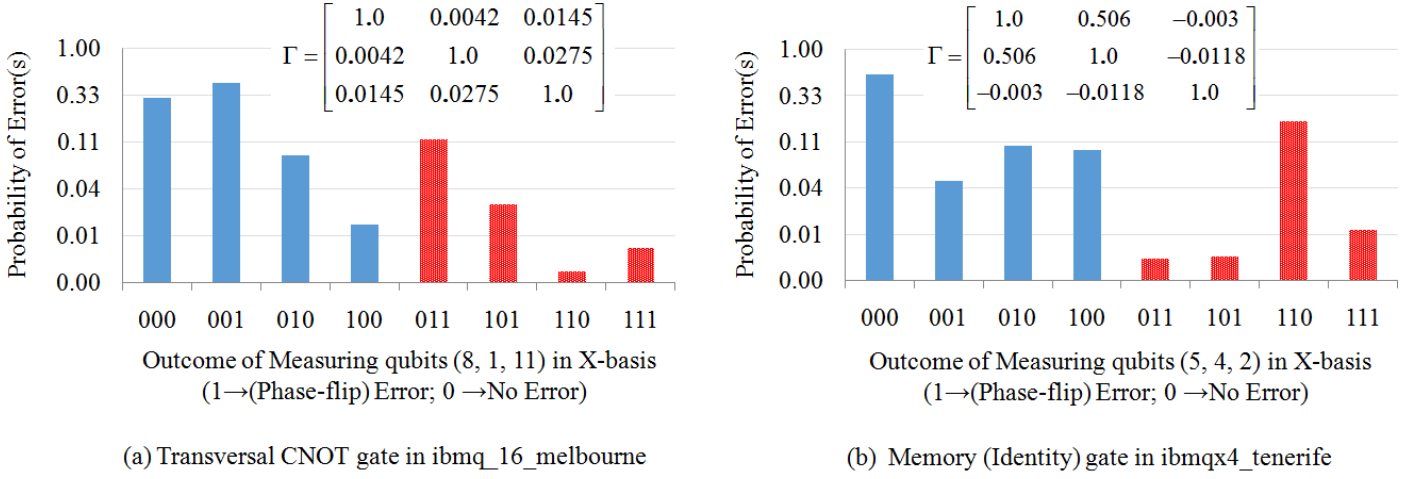 Probability of Error(s)
1.00
0.33
0.11
0.04
0.01
0.00
Γ =
1.0 0.0042 0.0145
0.0042 1.0 0.0275
0.0145 0.0275 1.0
000 001 010 100 011 101 110 111
Outcome of Measuring qubits (8, 1, 11) in X-basis
(1→(Phase-flip) Error; 0 →No Error)
(a) Transversal CNOT gate in ibmq_16_melbourne
Probability of Error(s)
1.00
0.33
0.11
0.04
0.01
0.00
Γ =
1.0 0.506 −0.003
0.506 1.0 −0.0118
−0.003 −0.0118 1.0
000 001 010 100 011 101 110 111
Outcome of Measuring qubits (5, 4, 2) in X-basis
(1→(Phase-flip) Error; 0 →No Error)
(b) Memory (Identity) gate in ibmqx4_tenerife